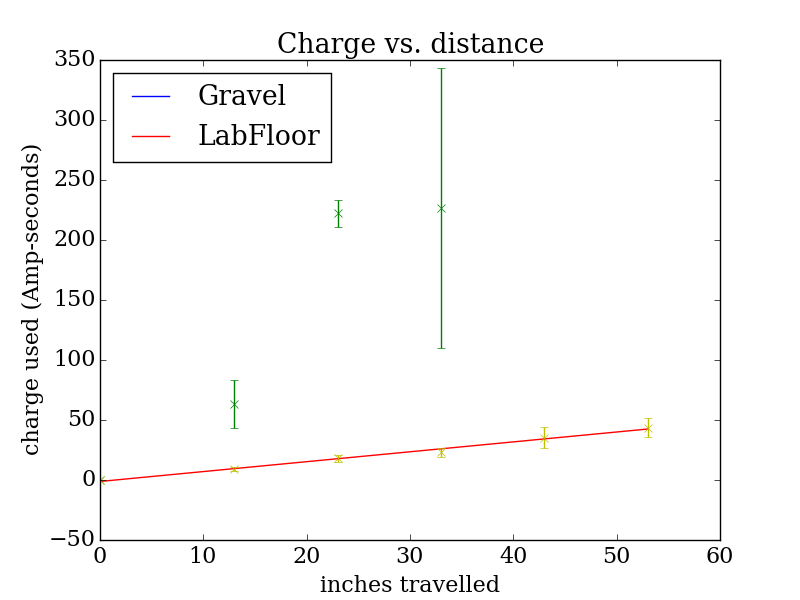 Charge vs. distance
Gravel
LabFloor
350
300
250
200
150
100
50
0
−50
charge used (Amp-seconds)
0 10 20 30 40 50 60
inches travelled